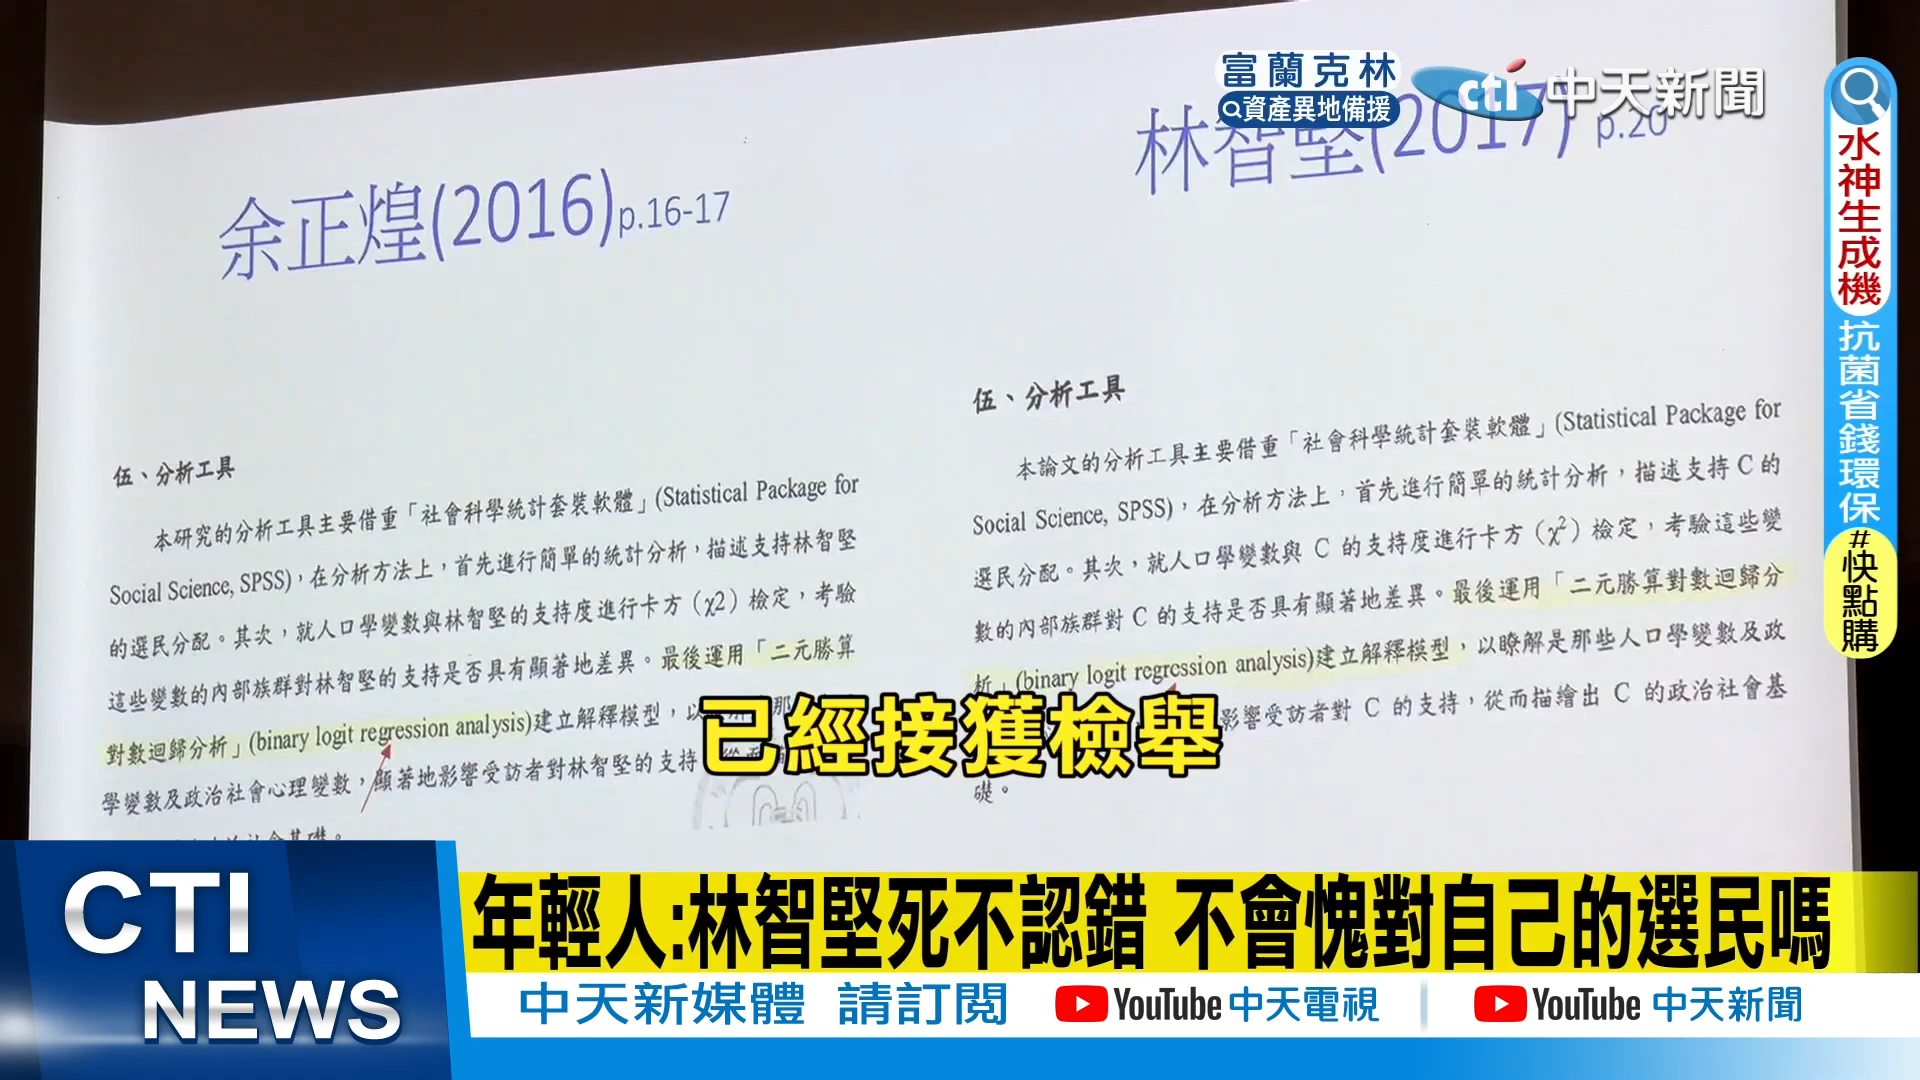 富蘭克林
資產異地備援
cti 中天新聞
余正煌(2016)p.16-17
林智堅(2017) p.20
伍、分析工具
本研究的分析工具主要借重「社會科學統計套裝軟體」(Statistical Package for
Social Science, SPSS),在分析方法上,首先進行簡單的統計分析,描述支持林智堅
的選民分配。其次,就人口學變數與林智堅的支持度進行卡方(χ2)檢定,考驗
這些變數的內部族群對林智堅的支持是否具有顯著地差異。最後運用「二元勝算
對數迴歸分析」(binary logit regression analysis)建立解釋模型,以
學變數及政治社會心理變數,顯著地影響受訪者對林智堅的支持
伍、分析工具
本論文的分析工具主要借重「社會科學統計套裝軟體」(Statistical Package for
Social Science, SPSS),在分析方法上,首先進行簡單的統計分析,描述支持 C 的
選民分配。其次,就人口學變數與 C 的支持度進行卡方(χ²)檢定,考驗這些變
數的內部族群對 C 的支持是否具有顯著地差異。最後運用「二元勝算對數迴歸分
析」(binary logit regression analysis)建立解釋模型,以瞭解是那些人口學變數及政
影響受訪者對 C 的支持,從而描繪出 C 的政治社會基
礎。
已經接獲檢舉
水神生成機
抗菌省錢環保
#快點購
CTI NEWS
年輕人:林智堅死不認錯 不會愧對自己的選民嗎
中天新媒體 請訂閱 YouTube 中天電視 | YouTube 中天新聞